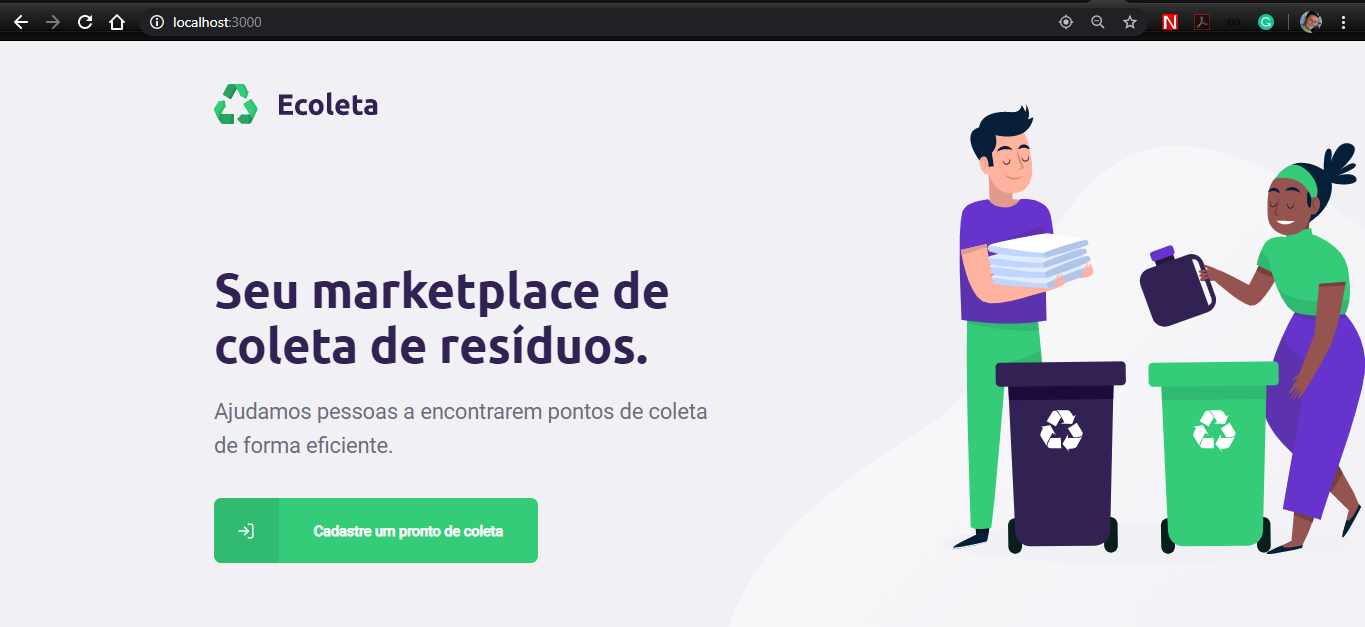 localhost:3000
Ecoleta
Seu marketplace de
coleta de resíduos.
Ajudamos pessoas a encontrarem pontos de coleta
de forma eficiente.
Cadastre um pronto de coleta